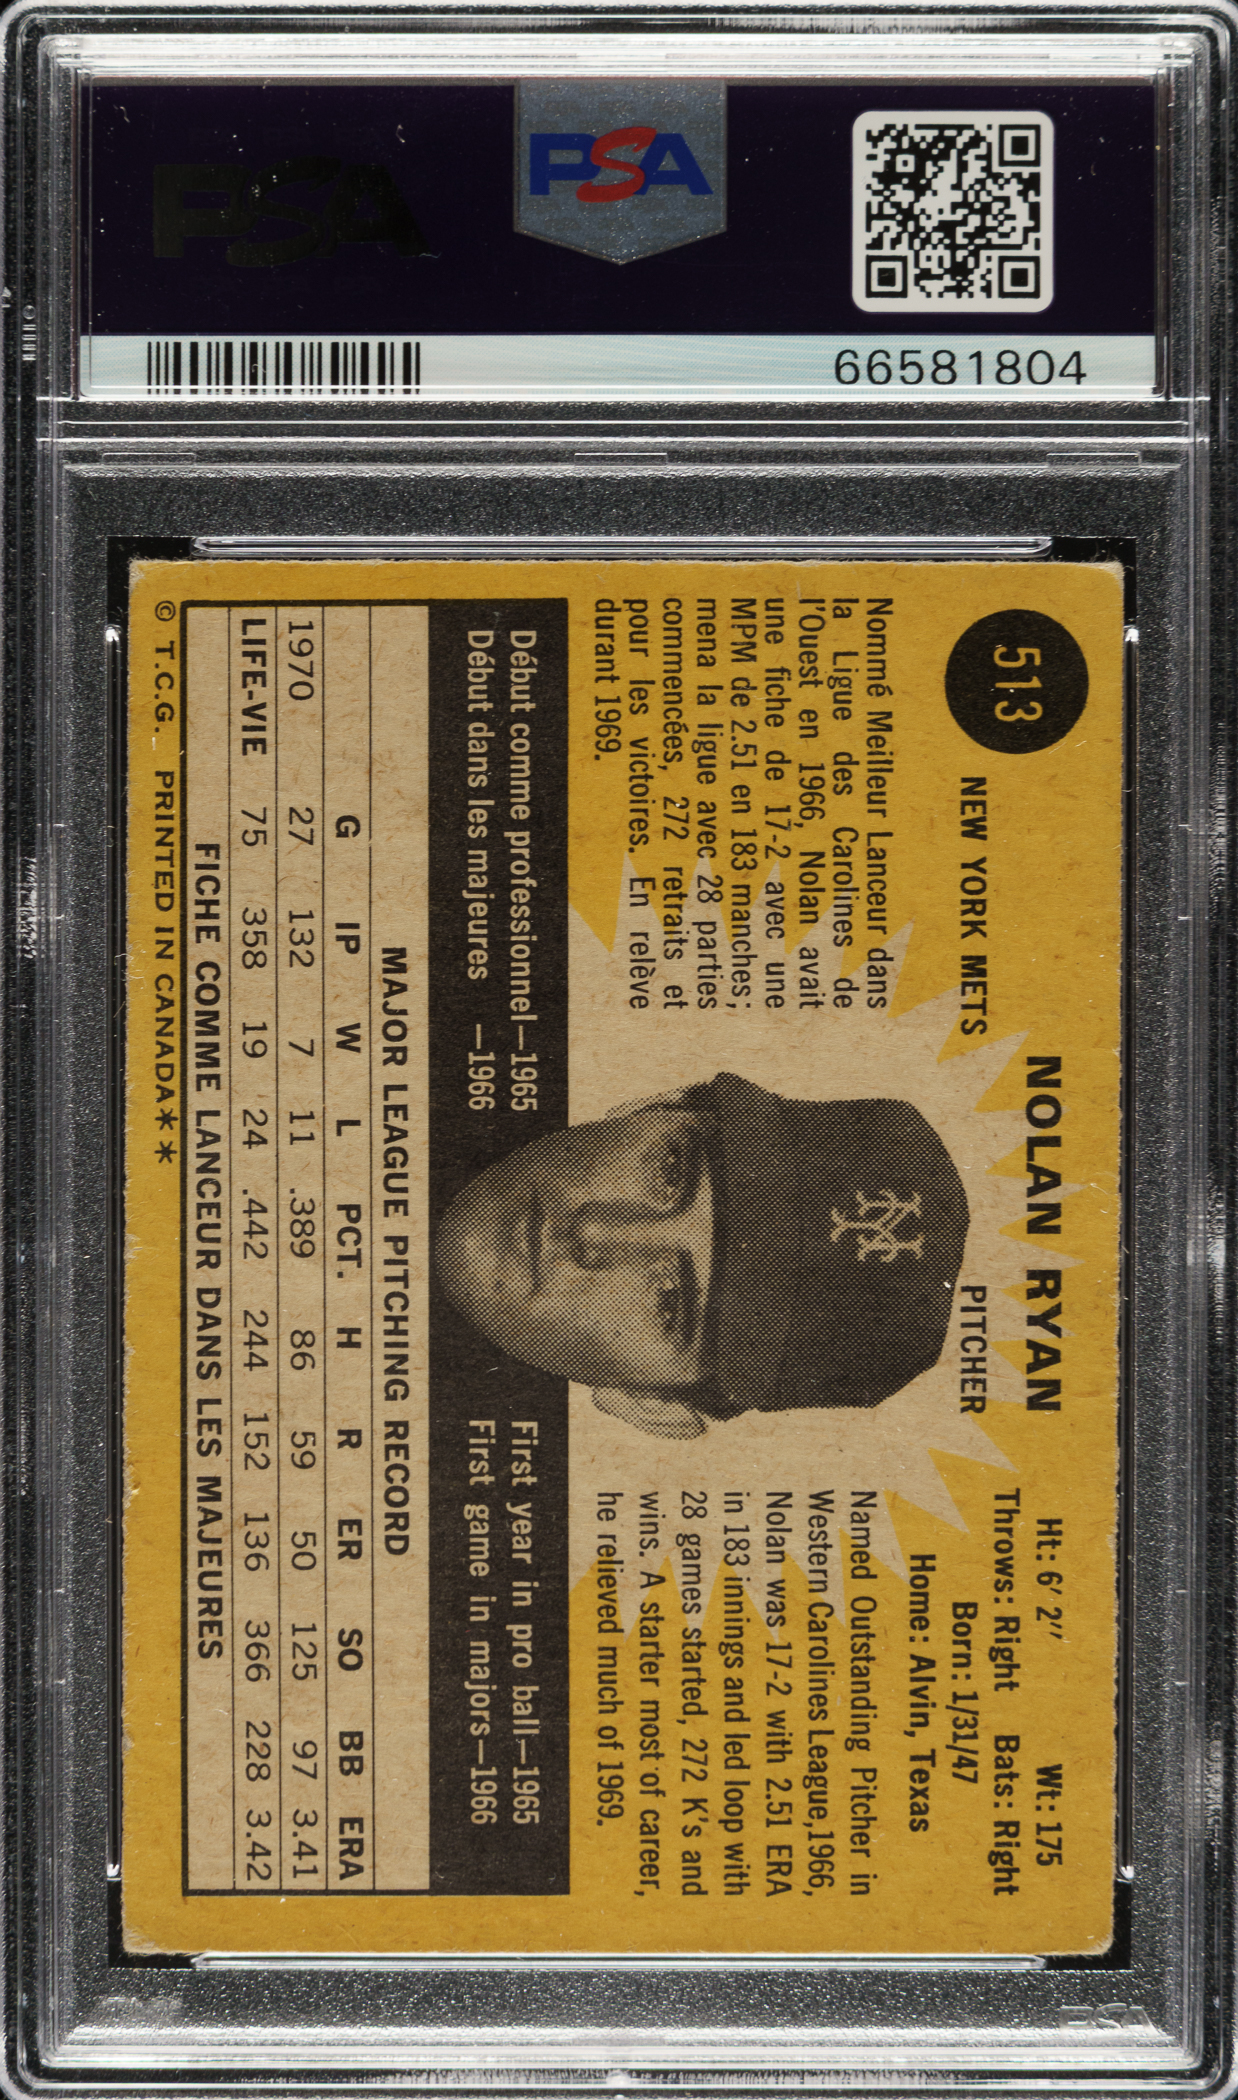 PSA
PSA
66581804
513
NOLAN RYAN
NEW YORK METS
PITCHER
Ht: 6' 2" Wt: 175
Throws: Right Bats: Right
Born: 1/31/47
Home: Alvin, Texas
Nommé Meilleur Lanceur dans
la Ligue des Carolines de
l'Ouest en 1966, Nolan avait
une fiche de 17-2 avec une
MPM de 2.51 en 183 manches;
mena la ligue avec 28 parties
commencées, 272 retraits et
pour les victoires. En relève
durant 1969.
Named Outstanding Pitcher in
Western Carolines League, 1966,
Nolan was 17-2 with 2.51 ERA
in 183 innings and led loop with
28 games started, 272 K's and
wins. A starter most of career,
he relieved much of 1969.
Début comme professionnel—1965
Début dans les majeures —1966
First year in pro ball—1965
First game in majors—1966
MAJOR LEAGUE PITCHING RECORD
G IP W L PCT. H R ER SO BB ERA
1970 27 132 7 11 .389 86 59 50 125 97 3.41
LIFE-VIE 75 358 19 24 .442 244 152 136 366 228 3.42
FICHE COMME LANCEUR DANS LES MAJEURES
© T.C.G. PRINTED IN CANADA**
PSA